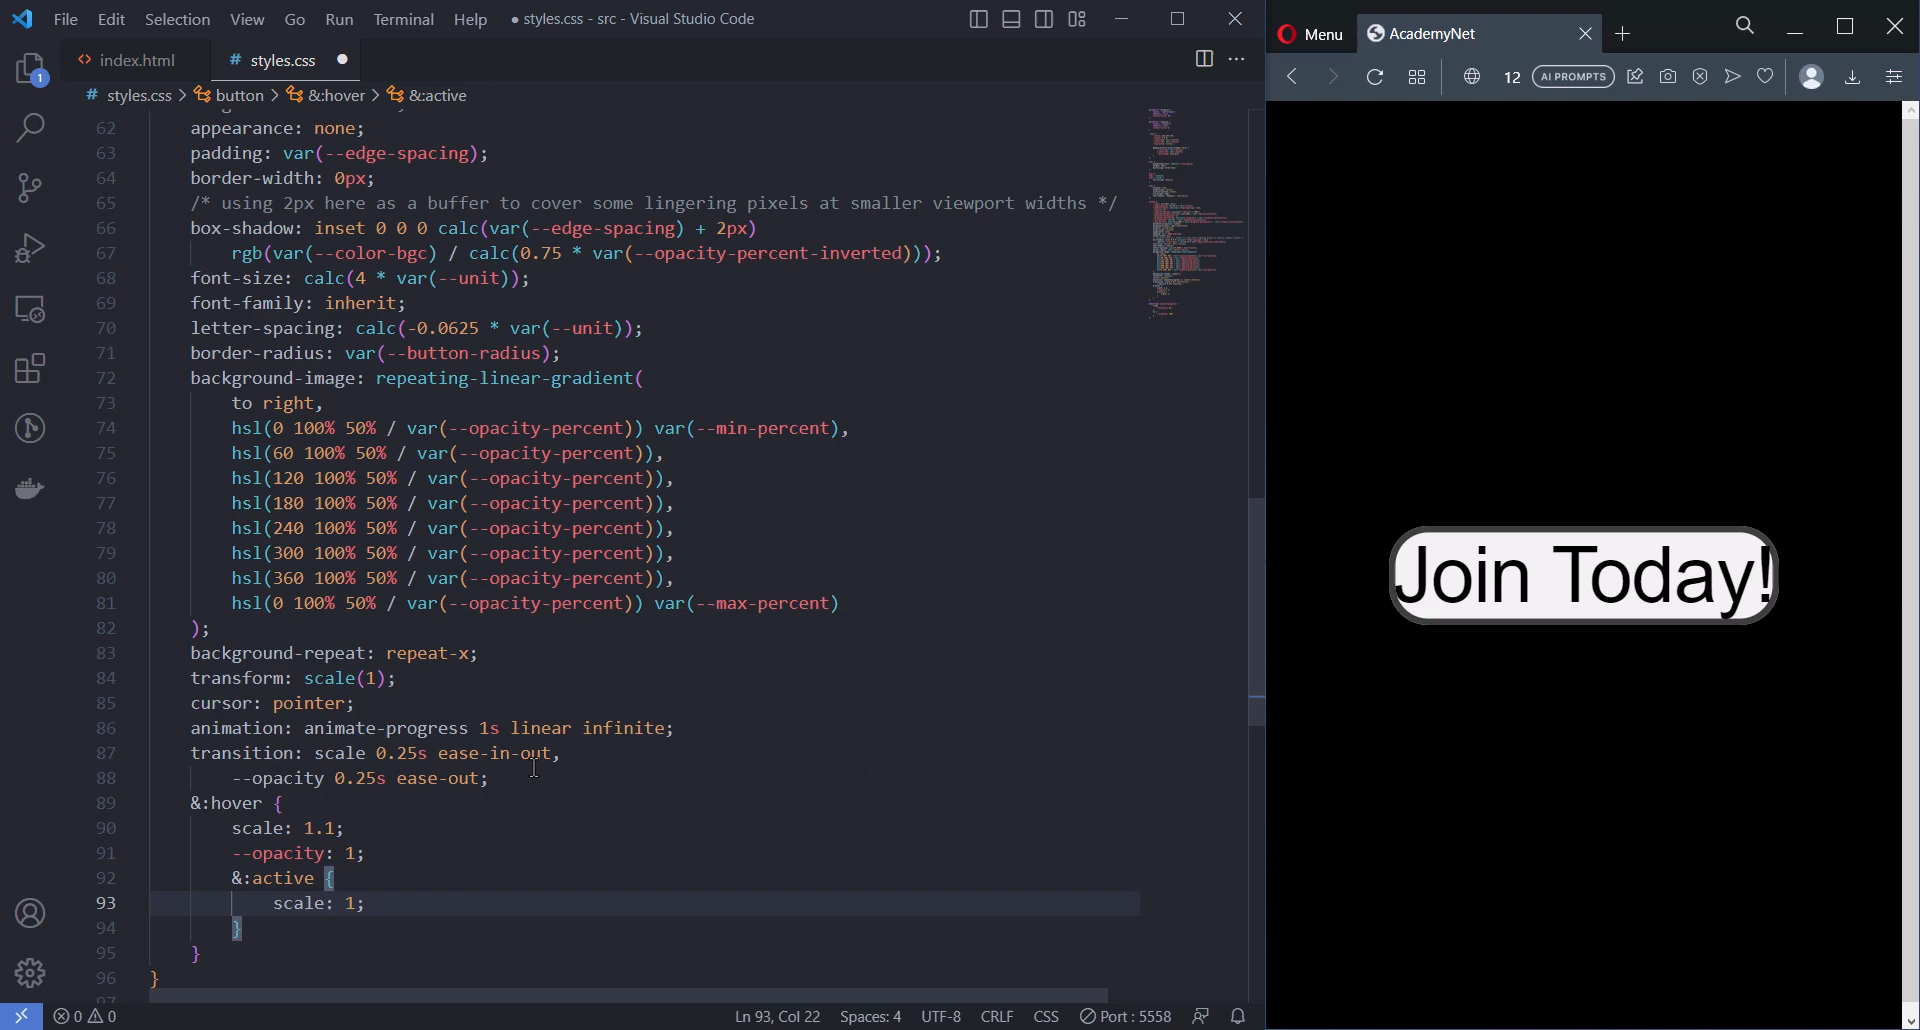 File Edit Selection View Go Run Terminal Help ● styles.css - src - Visual Studio Code
index.html
# styles.css ●
# styles.css > button > &:hover > &:active
1
62 appearance: none;
63 padding: var(--edge-spacing);
64 border-width: 0px;
65 /* using 2px here as a buffer to cover some lingering pixels at smaller viewport widths */
66 box-shadow: inset 0 0 0 calc(var(--edge-spacing) + 2px)
67 rgb(var(--color-bgc) / calc(0.75 * var(--opacity-percent-inverted)));
68 font-size: calc(4 * var(--unit));
69 font-family: inherit;
70 letter-spacing: calc(-0.0625 * var(--unit));
71 border-radius: var(--button-radius);
72 background-image: repeating-linear-gradient(
73 to right,
74 hsl(0 100% 50% / var(--opacity-percent)) var(--min-percent),
75 hsl(60 100% 50% / var(--opacity-percent)),
76 hsl(120 100% 50% / var(--opacity-percent)),
77 hsl(180 100% 50% / var(--opacity-percent)),
78 hsl(240 100% 50% / var(--opacity-percent)),
79 hsl(300 100% 50% / var(--opacity-percent)),
80 hsl(360 100% 50% / var(--opacity-percent)),
81 hsl(0 100% 50% / var(--opacity-percent)) var(--max-percent)
82 );
83 background-repeat: repeat-x;
84 transform: scale(1);
85 cursor: pointer;
86 animation: animate-progress 1s linear infinite;
87 transition: scale 0.25s ease-in-out,
88 --opacity 0.25s ease-out;
89 &:hover {
90 scale: 1.1;
91 --opacity: 1;
92 &:active {
93 scale: 1;
94 }
95 }
96 }
97
0 0
Ln 93, Col 22 Spaces: 4 UTF-8 CRLF CSS Port : 5558
Menu
AcademyNet
12 AI PROMPTS
Join Today!